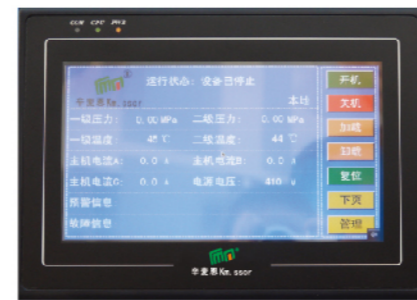 COM CPU PWR
运行状态: 设备已停止
本地
一级压力: 0.00 MPa 二级压力: 0.00 MPa
一级温度: 45 ℃ 二级温度: 44 ℃
主机电流A: 0.0 A 主机电流B: 0.0 A
主机电流C: 0.0 A 电源电压 410 V
预警信息
故障信息
开机
关机
加载
卸载
复位
下页
管理